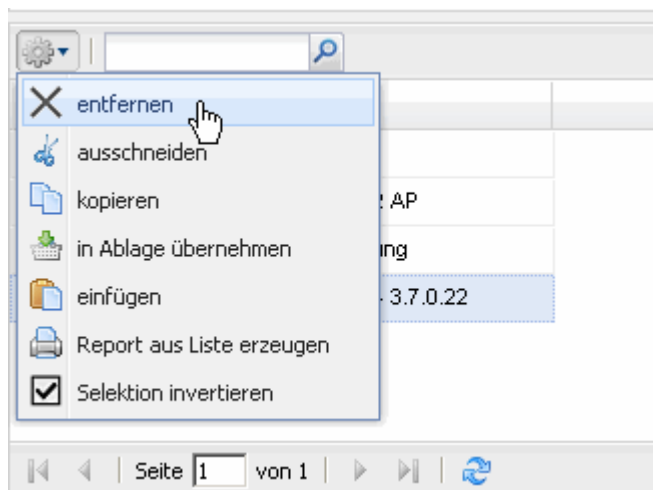 entfernen
ausschneiden
kopieren
AP
in Ablage übernehmen
ng
einfügen
3.7.0.22
Report aus Liste erzeugen
Selektion invertieren
Seite 1 von 1